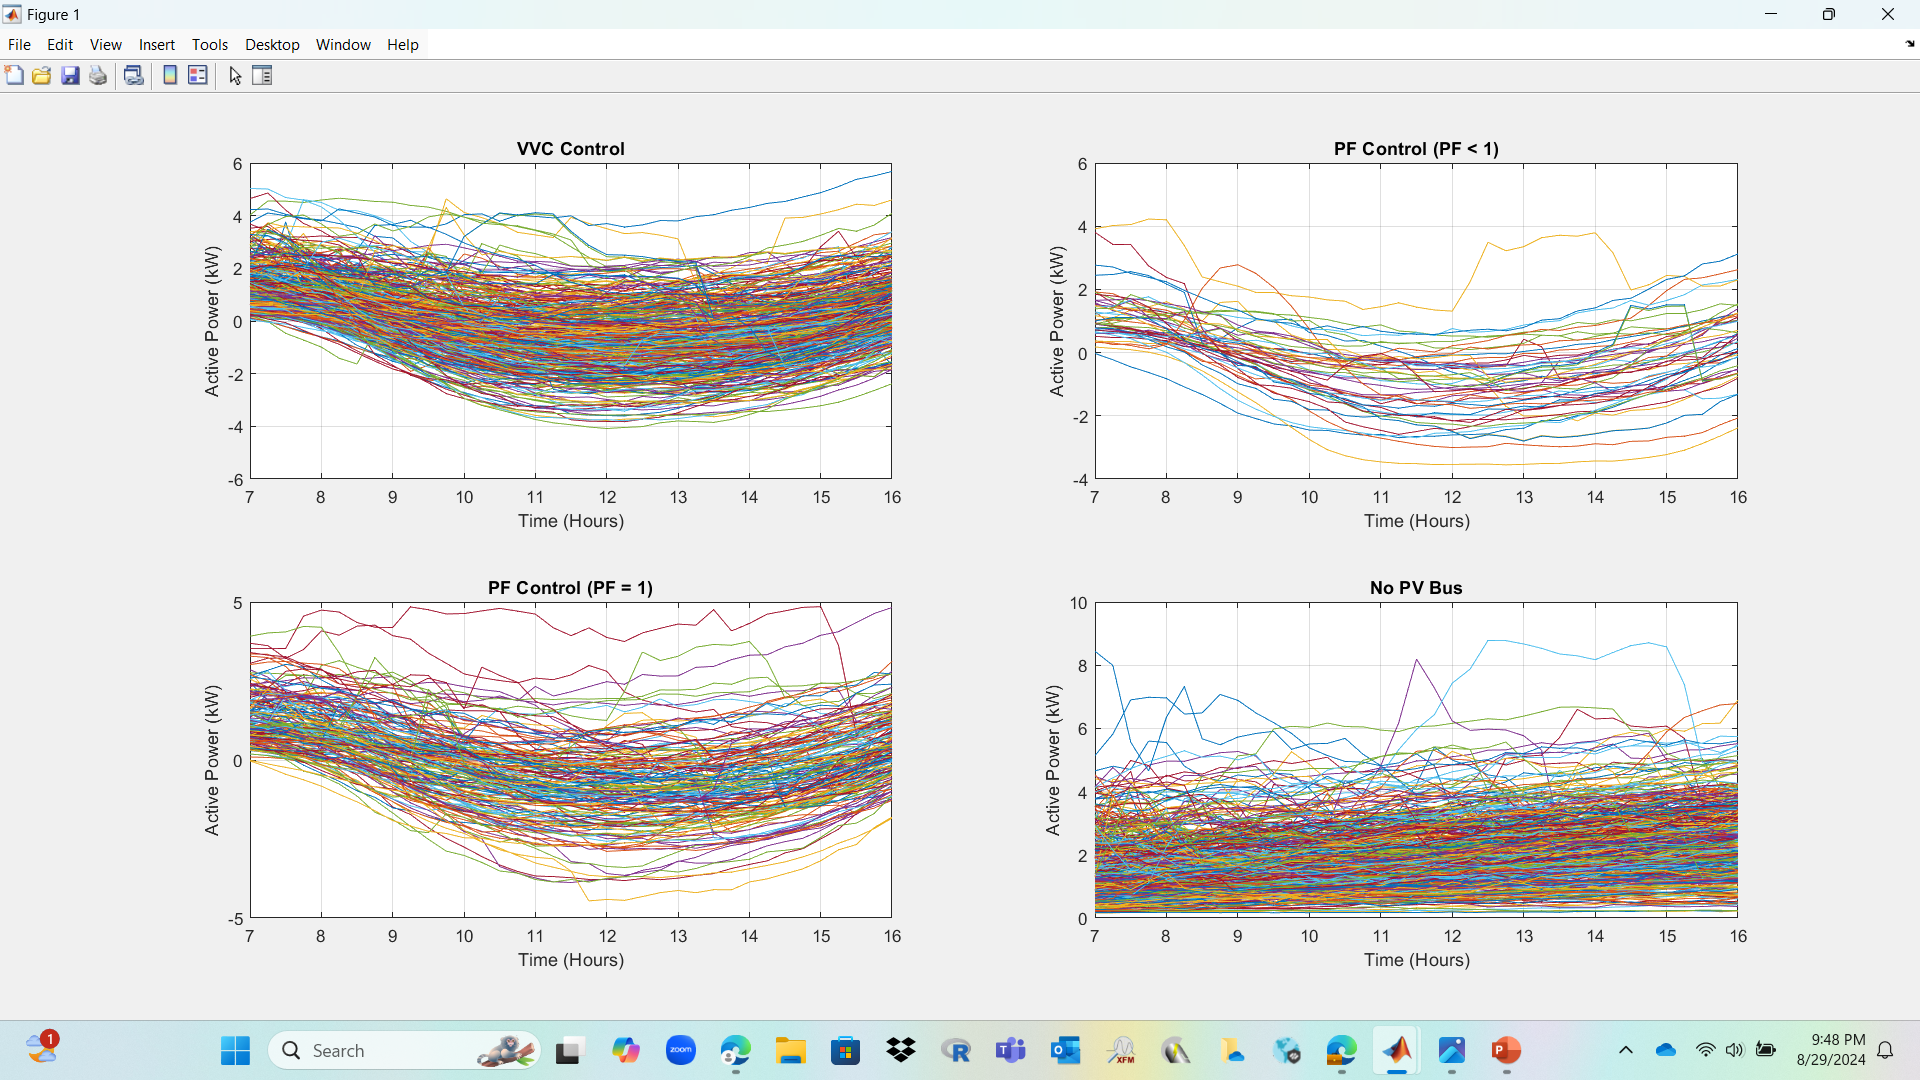 Figure 1
File Edit View Insert Tools Desktop Window Help
VVC Control
6
4
2
0
-2
-4
-6
Active Power (kW)
7 8 9 10 11 12 13 14 15 16
Time (Hours)
PF Control (PF < 1)
6
4
2
0
-2
-4
Active Power (kW)
7 8 9 10 11 12 13 14 15 16
Time (Hours)
PF Control (PF = 1)
5
0
-5
Active Power (kW)
7 8 9 10 11 12 13 14 15 16
Time (Hours)
No PV Bus
10
8
6
4
2
0
Active Power (kW)
7 8 9 10 11 12 13 14 15 16
Time (Hours)
1
Search
zoom
R
T
O
XFM
P
9:48 PM
8/29/2024